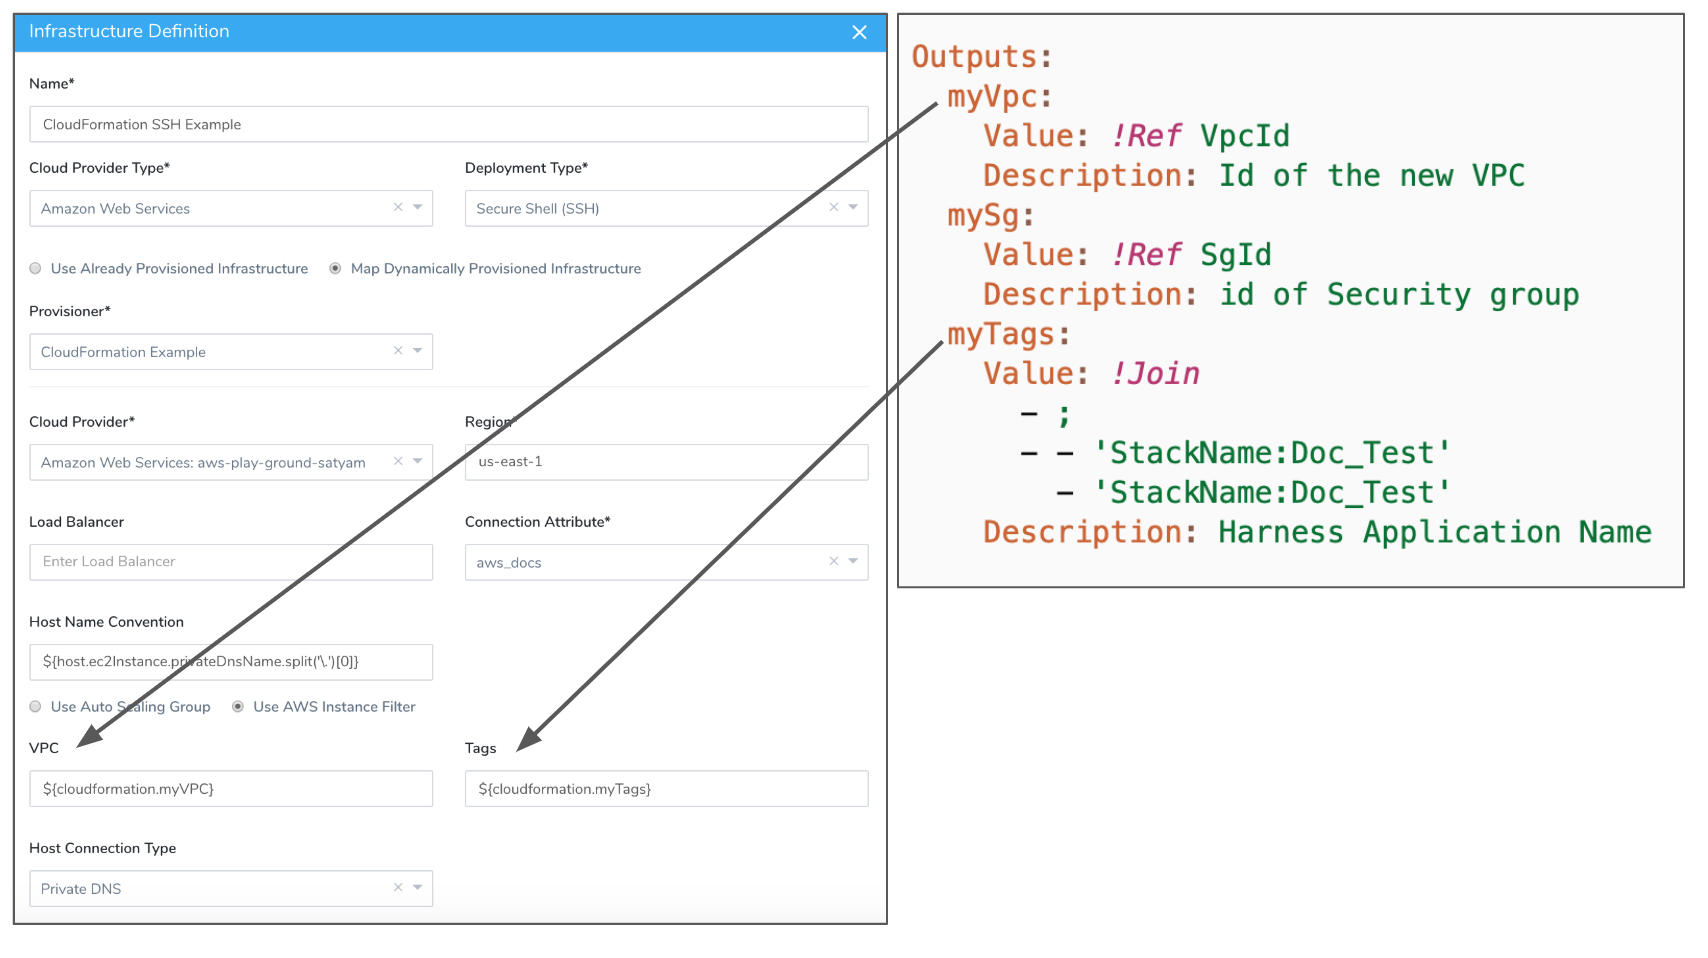 Infrastructure Definition
Name*
CloudFormation SSH Example
Cloud Provider Type*
Deployment Type*
Amazon Web Services
Secure Shell (SSH)
Use Already Provisioned Infrastructure
Map Dynamically Provisioned Infrastructure
Provisioner*
CloudFormation Example
Cloud Provider*
Region*
Amazon Web Services: aws-play-ground-satyam
us-east-1
Load Balancer
Connection Attribute*
Enter Load Balancer
aws_docs
Host Name Convention
${host.ec2Instance.privateDnsName.split('\.')[0]}
Use Auto Scaling Group
Use AWS Instance Filter
VPC
Tags
${cloudformation.myVPC}
${cloudformation.myTags}
Host Connection Type
Private DNS
Outputs:
myVpc:
Value: !Ref VpcId
Description: Id of the new VPC
mySg:
Value: !Ref SgId
Description: id of Security group
myTags:
Value: !Join
- ;
- - 'StackName:Doc_Test'
- 'StackName:Doc_Test'
Description: Harness Application Name